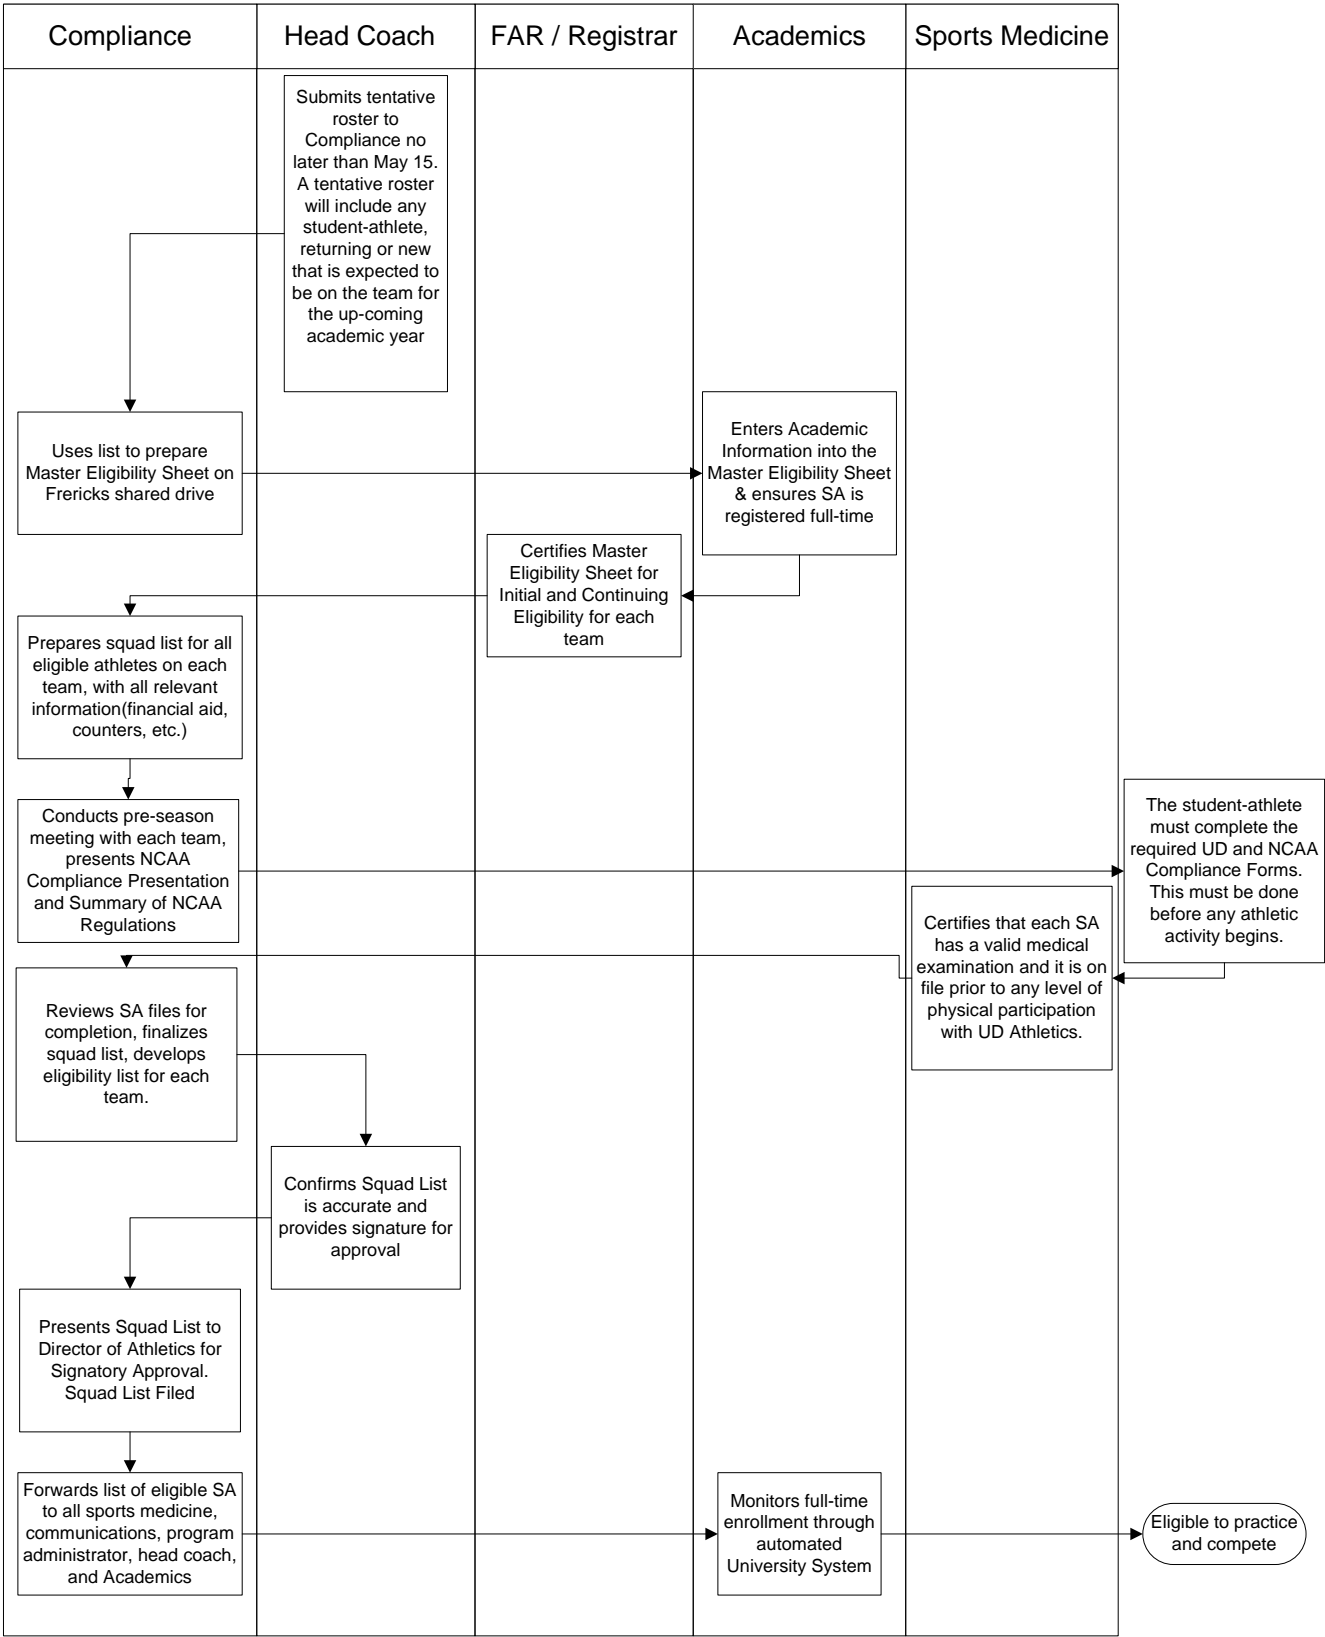 Compliance
Head Coach
FAR / Registrar
Academics
Sports Medicine
Submits tentative
roster to
Compliance no
later than May 15.
A tentative roster
will include any
student-athlete,
returning or new
that is expected to
be on the team for
the up-coming
academic year
Uses list to prepare
Master Eligibility Sheet on
Frericks shared drive
Enters Academic
Information into the
Master Eligibility Sheet
& ensures SA is
registered full-time
Certifies Master
Eligibility Sheet for
Initial and Continuing
Eligibility for each
team
Prepares squad list for all
eligible athletes on each
team, with all relevant
information(financial aid,
counters, etc.)
Conducts pre-season
meeting with each team,
presents NCAA
Compliance Presentation
and Summary of NCAA
Regulations
The student-athlete
must complete the
required UD and NCAA
Compliance Forms.
This must be done
before any athletic
activity begins.
Certifies that each SA
has a valid medical
examination and it is on
file prior to any level of
physical participation
with UD Athletics.
Reviews SA files for
completion, finalizes
squad list, develops
eligibility list for each
team.
Confirms Squad List
is accurate and
provides signature for
approval
Presents Squad List to
Director of Athletics for
Signatory Approval.
Squad List Filed
Forwards list of eligible SA
to all sports medicine,
communications, program
administrator, head coach,
and Academics
Monitors full-time
enrollment through
automated
University System
Eligible to practice
and compete